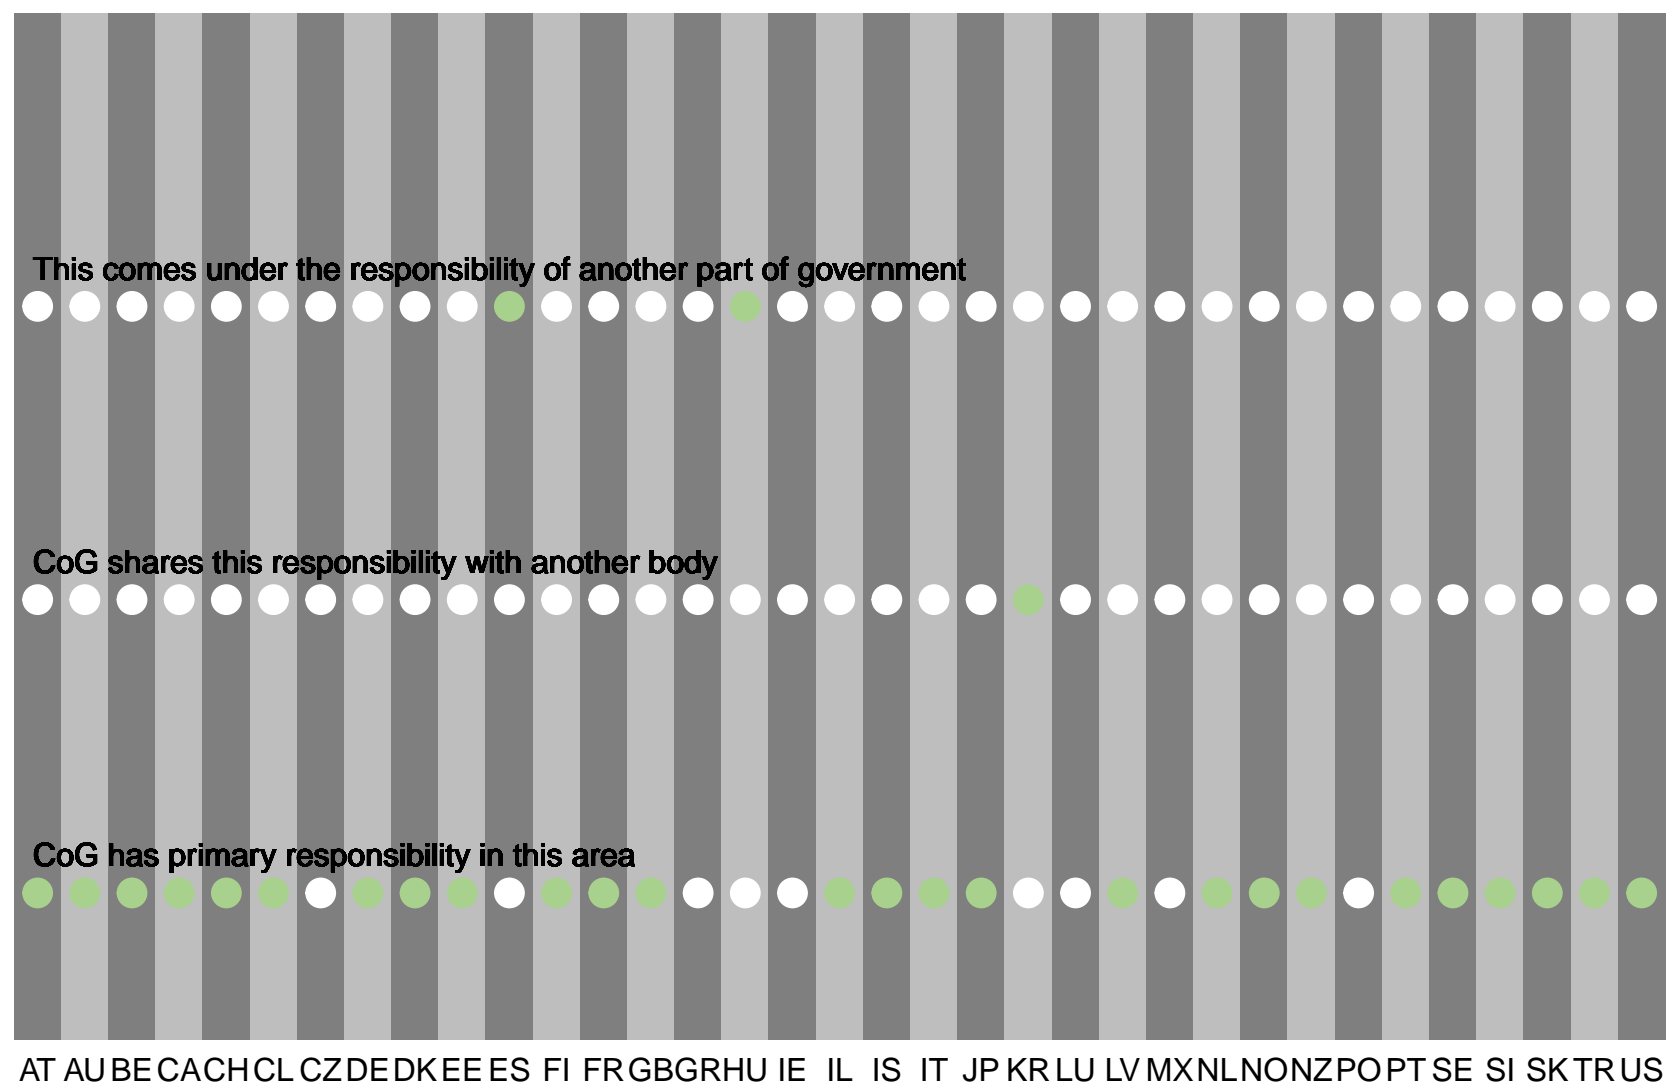 This comes under the responsibility of another part of government
CoG shares this responsibility with another body
CoG has primary responsibility in this area
AT AU BE CA CH CL CZ DE DK EE ES FI FR GB GR HU IE IL IS IT JP KR LU LV MX NL NO NZ PO PT SE SI SK TR US